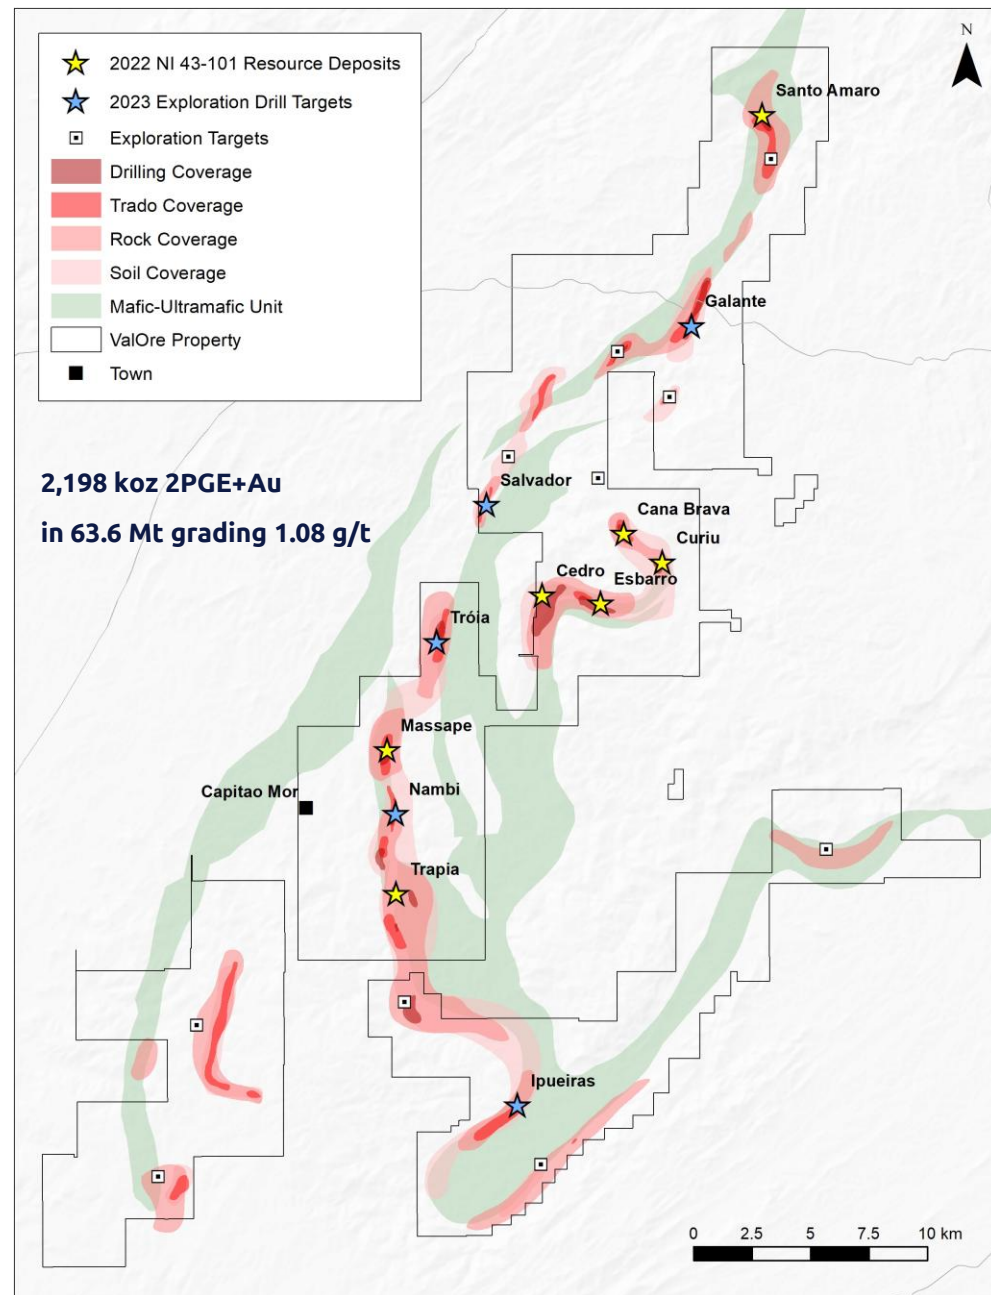 2022 NI 43-101 Resource Deposits
2023 Exploration Drill Targets
Exploration Targets
Drilling Coverage
Trado Coverage
Rock Coverage
Soil Coverage
Mafic-Ultramafic Unit
ValOre Property
Town
N
Santo Amaro
Galante
2,198 koz 2PGE+Au
in 63.6 Mt grading 1.08 g/t
Salvador
Cana Brava
Curiu
Cedro
Esbarro
Tróia
Massape
Capitao Mor
Nambi
Trapia
Ipueiras
0 2.5 5 7.5 10 km